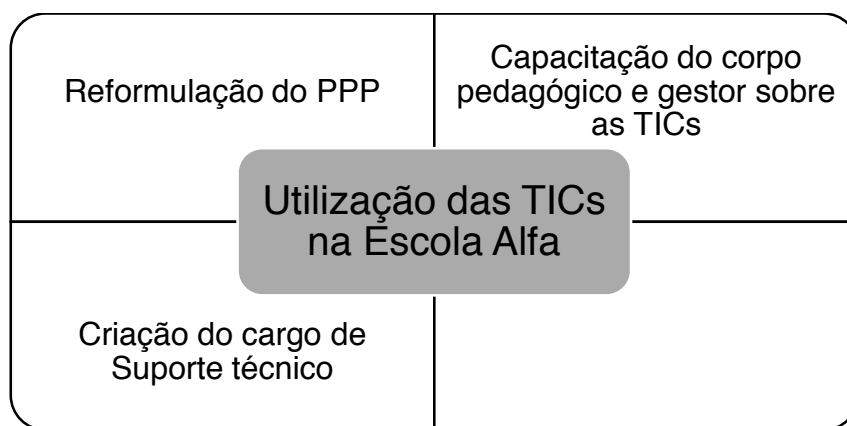 Reformulação do PPP
Capacitação do corpo
pedagógico e gestor sobre
as TICs
Utilização das TICs
na Escola Alfa
Criação do cargo de
Suporte técnico